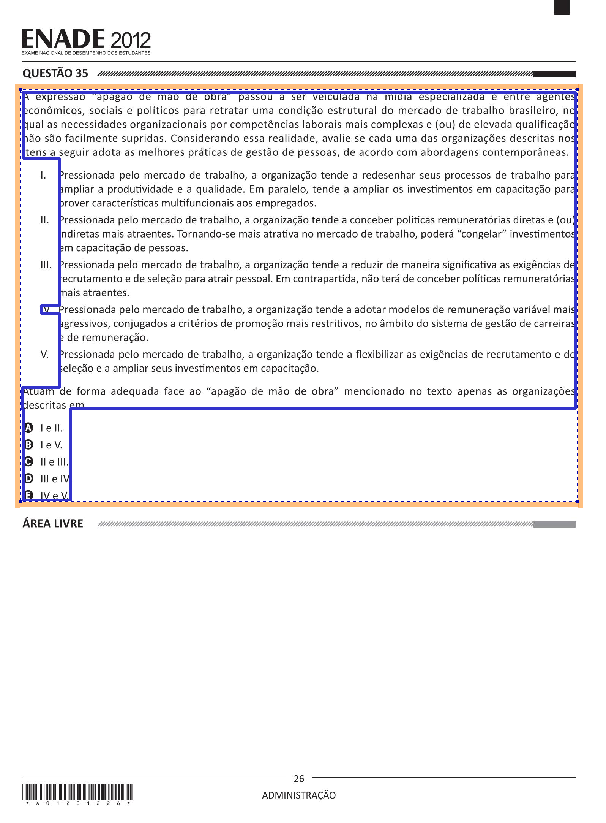 ENADE 2012
EXAME NACIONAL DE DESEMPENHO DOS ESTUDANTES
QUESTÃO 35
A expressão "apagão de mão de obra" passou a ser veiculada na mídia especializada e entre agentes
econômicos, sociais e políticos para retratar uma condição estrutural do mercado de trabalho brasileiro, no
qual as necessidades organizacionais por competências laborais mais complexas e (ou) de elevada qualificação
não são facilmente supridas. Considerando essa realidade, avalie se cada uma das organizações descritas nos
itens a seguir adota as melhores práticas de gestão de pessoas, de acordo com abordagens contemporâneas.
I. Pressionada pelo mercado de trabalho, a organização tende a redesenhar seus processos de trabalho para
ampliar a produtividade e a qualidade. Em paralelo, tende a ampliar os investimentos em capacitação para
prover características multifuncionais aos empregados.
II. Pressionada pelo mercado de trabalho, a organização tende a conceber políticas remuneratórias diretas e (ou)
indiretas mais atraentes. Tornando-se mais atrativa no mercado de trabalho, poderá "congelar" investimentos
em capacitação de pessoas.
III. Pressionada pelo mercado de trabalho, a organização tende a reduzir de maneira significativa as exigências de
recrutamento e de seleção para atrair pessoal. Em contrapartida, não terá de conceber políticas remuneratórias
mais atraentes.
IV. Pressionada pelo mercado de trabalho, a organização tende a adotar modelos de remuneração variável mais
agressivos, conjugados a critérios de promoção mais restritivos, no âmbito do sistema de gestão de carreiras
e de remuneração.
V. Pressionada pelo mercado de trabalho, a organização tende a flexibilizar as exigências de recrutamento e de
seleção e a ampliar seus investimentos em capacitação.
Atuam de forma adequada face ao "apagão de mão de obra" mencionado no texto apenas as organizações
descritas em
A I e II.
B I e V.
C II e III.
D III e IV.
E IV e V.
ÁREA LIVRE
26
ADMINISTRAÇÃO